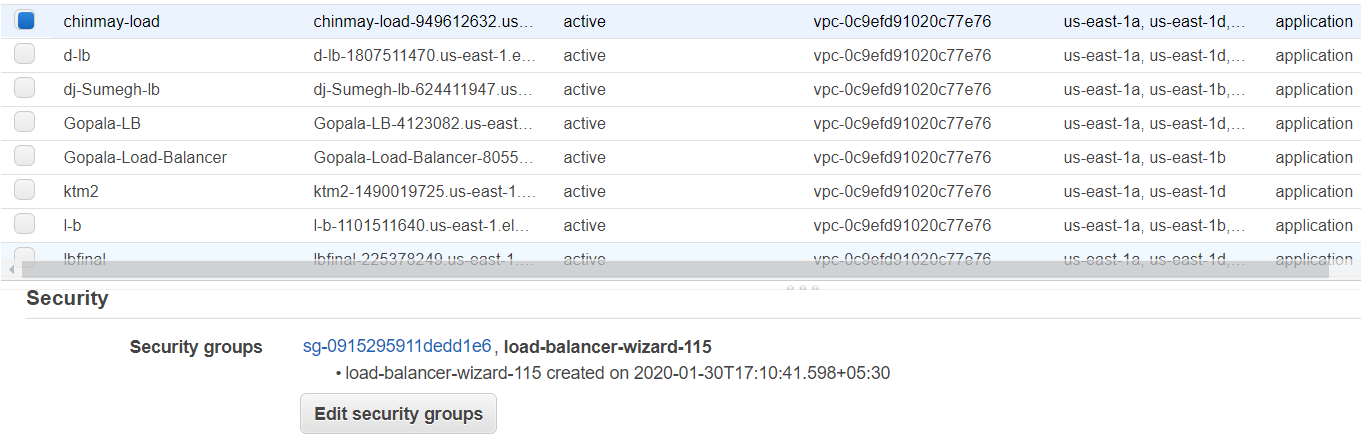 chinmay-load chinmay-load-949612632.us… active vpc-0c9efd91020c77e76 us-east-1a, us-east-1d,… application
d-lb d-lb-1807511470.us-east-1.e… active vpc-0c9efd91020c77e76 us-east-1a, us-east-1d,… application
dj-Sumegh-lb dj-Sumegh-lb-624411947.us… active vpc-0c9efd91020c77e76 us-east-1a, us-east-1b,… application
Gopala-LB Gopala-LB-4123082.us-east… active vpc-0c9efd91020c77e76 us-east-1a, us-east-1d,… application
Gopala-Load-Balancer Gopala-Load-Balancer-8055… active vpc-0c9efd91020c77e76 us-east-1a, us-east-1b application
ktm2 ktm2-1490019725.us-east-1.… active vpc-0c9efd91020c77e76 us-east-1a, us-east-1d application
l-b l-b-1101511640.us-east-1.el… active vpc-0c9efd91020c77e76 us-east-1a, us-east-1b,… application
lbfinal lbfinal-225378249.us-east-1.… active vpc-0c9efd91020c77e76 us-east-1a, us-east-1d,… application
Security
Security groups sg-0915295911dedd1e6, load-balancer-wizard-115
• load-balancer-wizard-115 created on 2020-01-30T17:10:41.598+05:30
Edit security groups